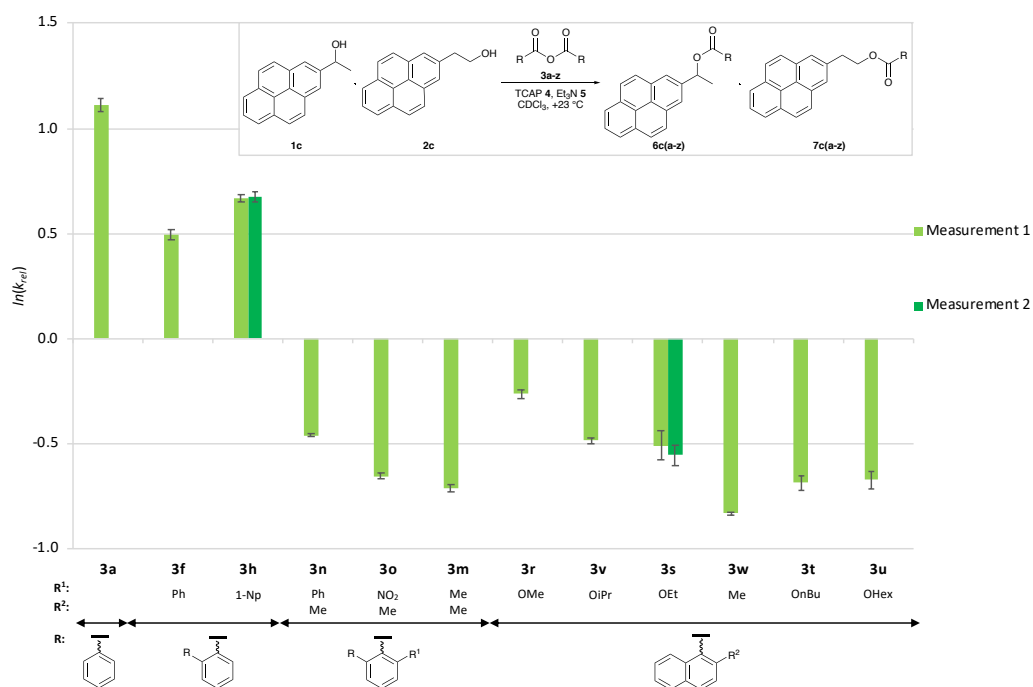 1.5
1.0
0.5
0.0
-0.5
-1.0
ln(k_rel)
OH
1c
OH
2c
O O
R O R
3a-z
TCAP 4, Et₃N 5
CDCl₃, +23 °C
O
O R
6c(a-z)
O R
O
7c(a-z)
Measurement 1
Measurement 2
3a 3f 3h 3n 3o 3m 3r 3v 3s 3w 3t 3u
R¹: Ph 1-Np Ph NO₂ Me OMe OiPr OEt Me OnBu OHex
R²: Me Me Me
R:
R
R R¹
R²